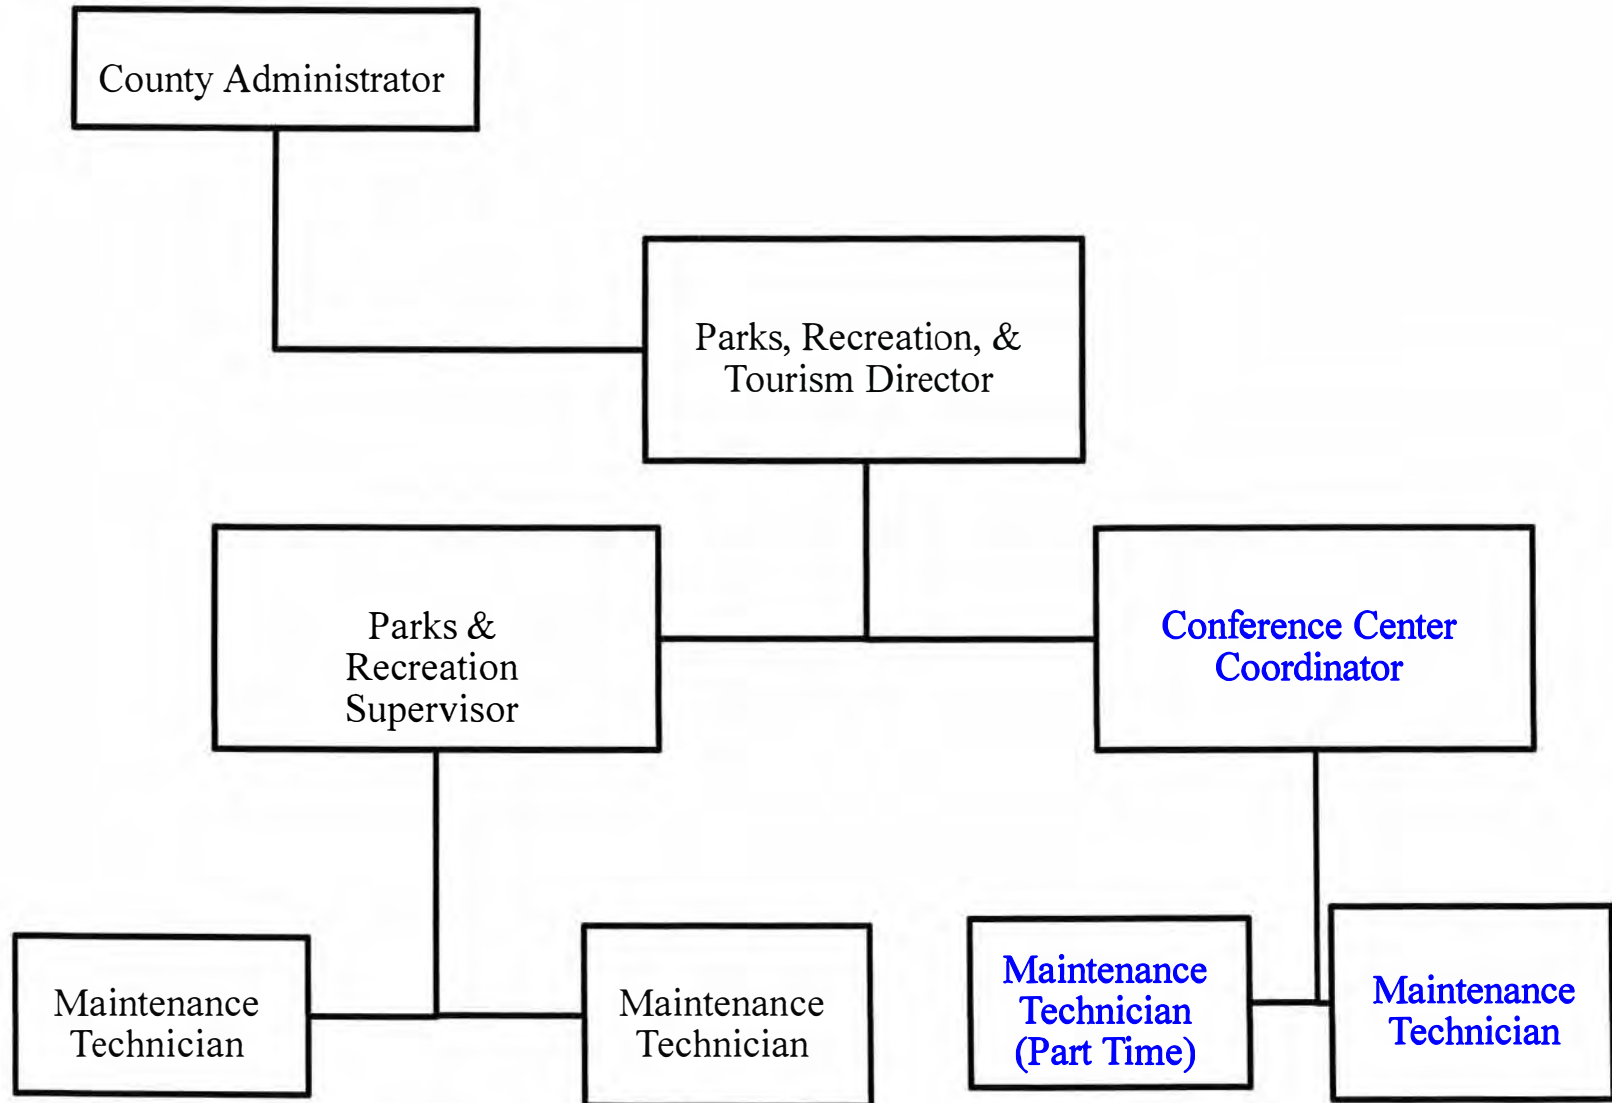 County Administrator
Parks, Recreation, &
Tourism Director
Parks &
Recreation
Supervisor
Conference Center
Coordinator
Maintenance
Technician
Maintenance
Technician
Maintenance
Technician
(Part Time)
Maintenance
Technician